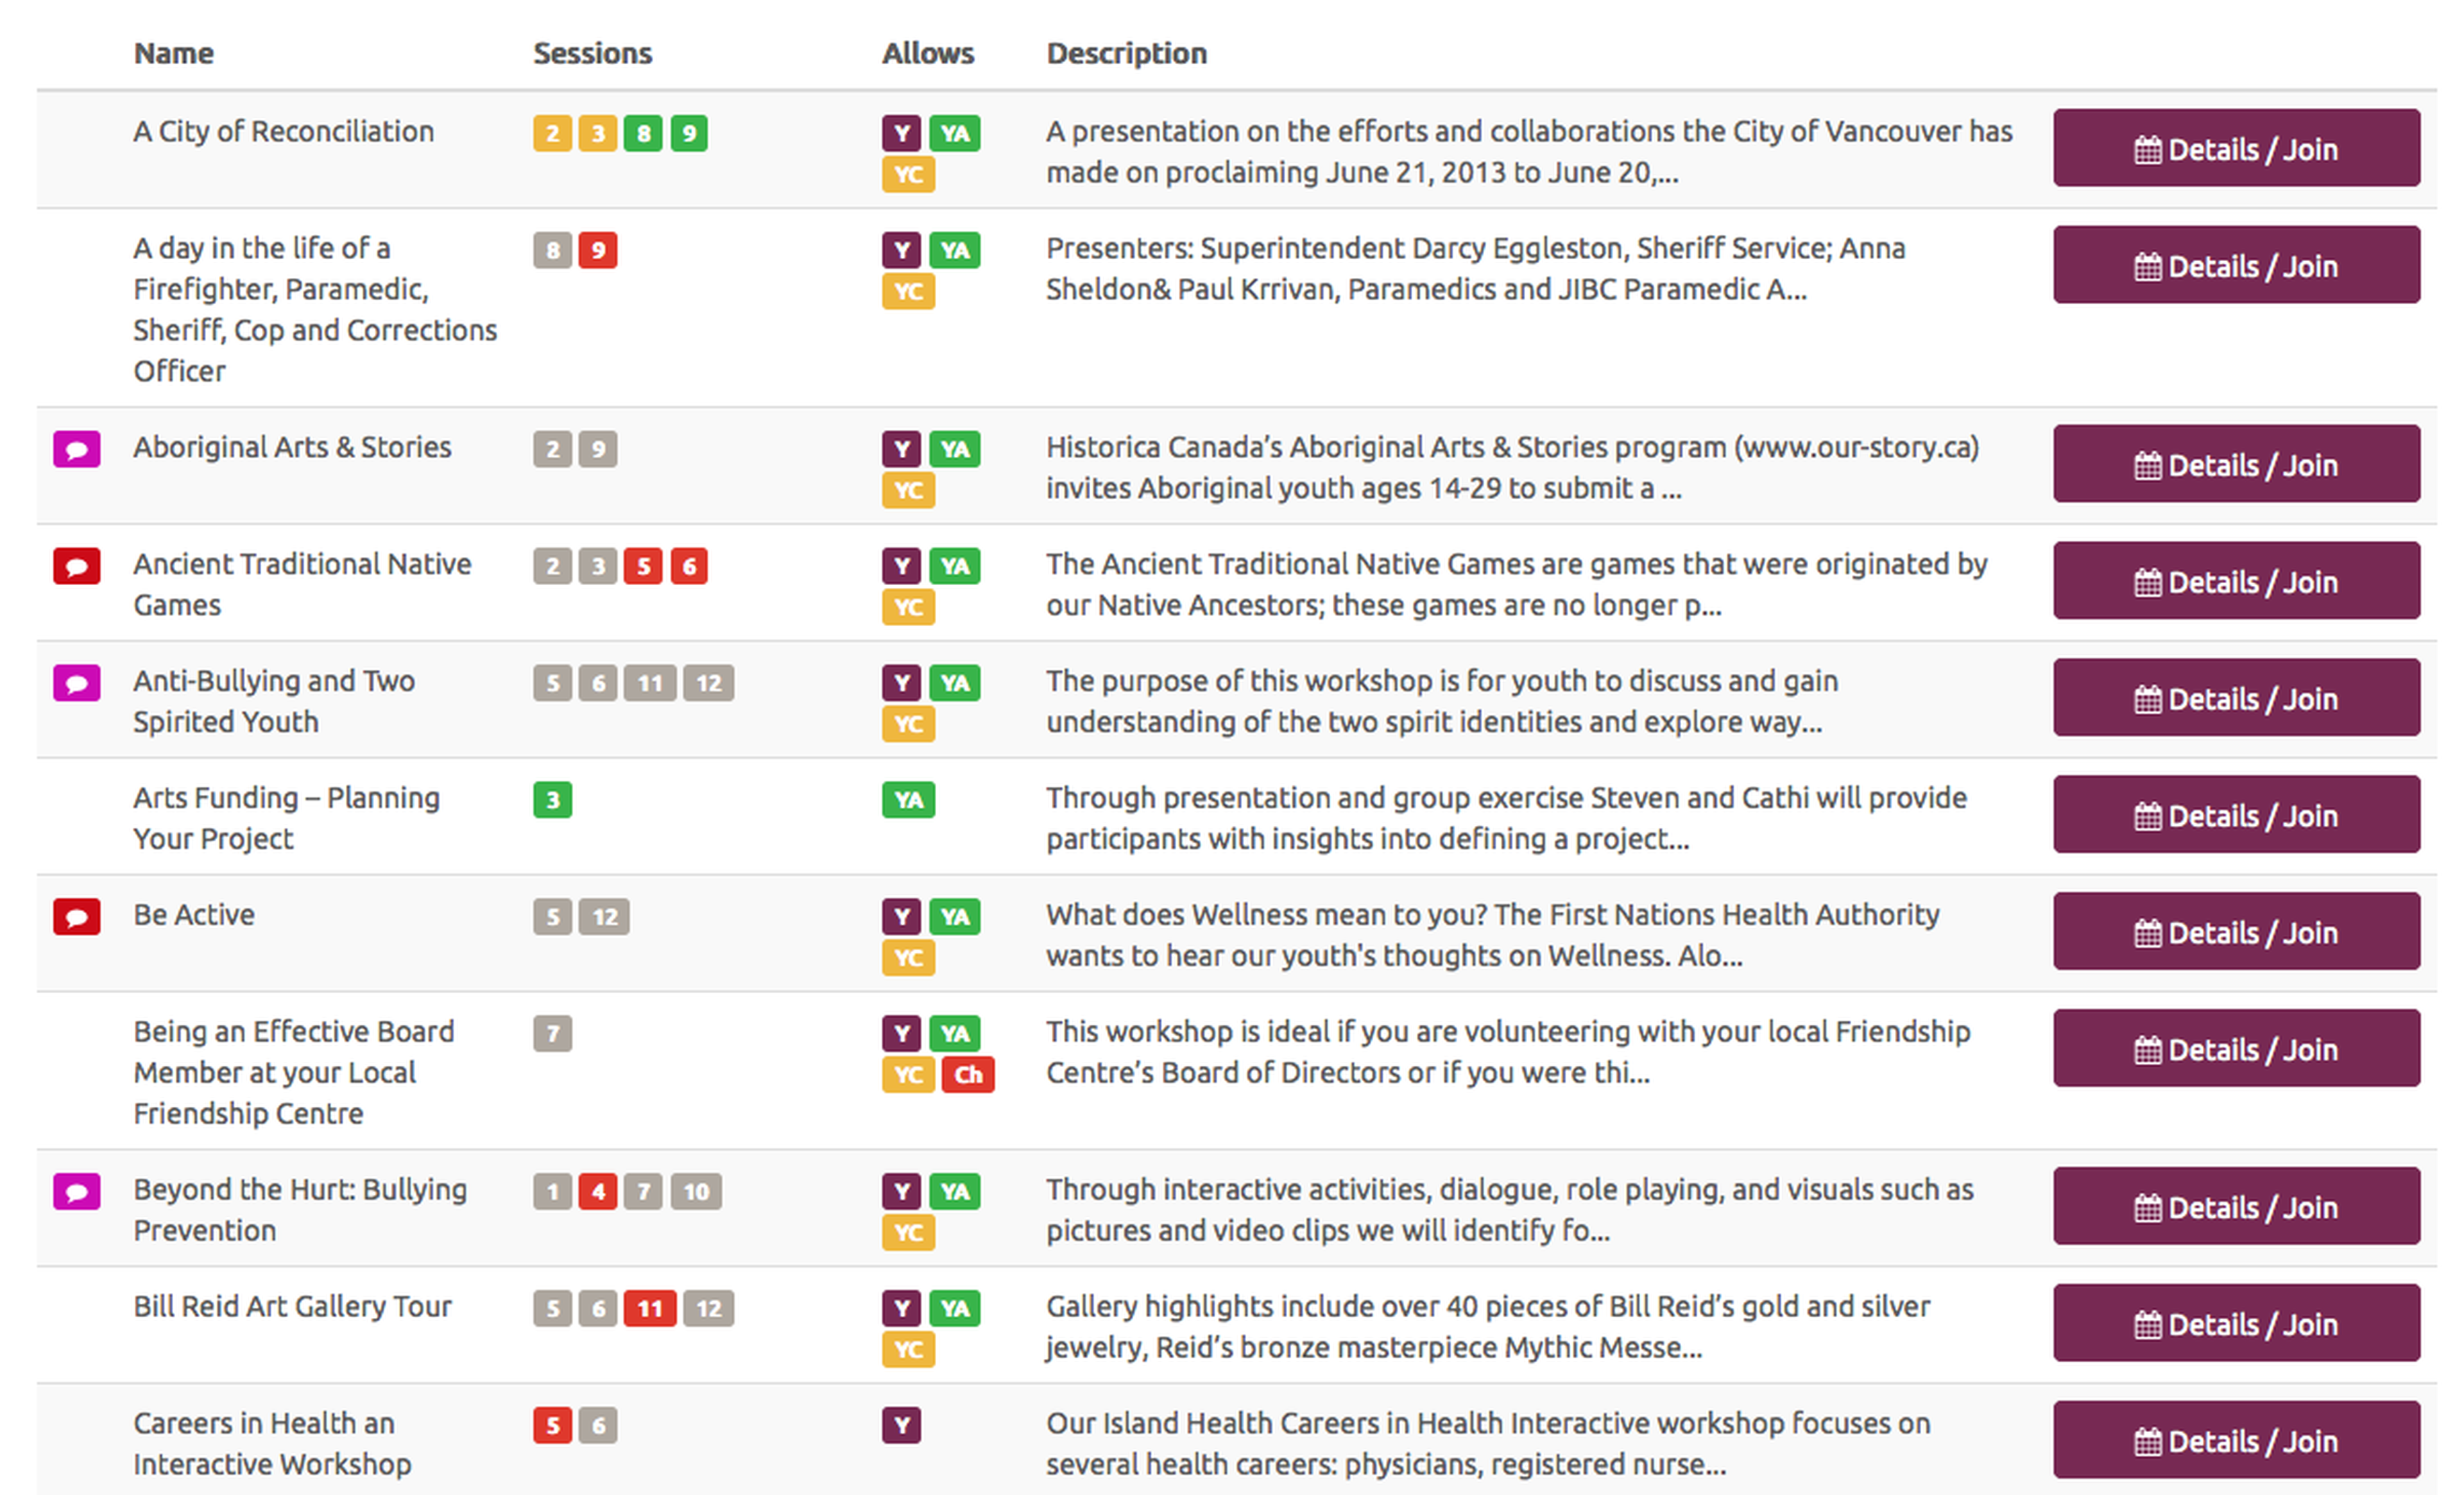 Name Sessions Allows Description
A City of Reconciliation 2 3 8 9 Y YA A presentation on the efforts and collaborations the City of Vancouver has Details / Join
YC made on proclaiming June 21, 2013 to June 20,...
A day in the life of a 8 9 Y YA Presenters: Superintendent Darcy Eggleston, Sheriff Service; Anna Details / Join
Firefighter, Paramedic, YC Sheldon& Paul Krrivan, Paramedics and JIBC Paramedic A...
Sheriff, Cop and Corrections
Officer
Aboriginal Arts & Stories 2 9 Y YA Historica Canada’s Aboriginal Arts & Stories program (www.our-story.ca) Details / Join
YC invites Aboriginal youth ages 14-29 to submit a ...
Ancient Traditional Native 2 3 5 6 Y YA The Ancient Traditional Native Games are games that were originated by Details / Join
Games YC our Native Ancestors; these games are no longer p...
Anti-Bullying and Two 5 6 11 12 Y YA The purpose of this workshop is for youth to discuss and gain Details / Join
Spirited Youth YC understanding of the two spirit identities and explore way...
Arts Funding – Planning 3 YA Through presentation and group exercise Steven and Cathi will provide Details / Join
Your Project participants with insights into defining a project...
Be Active 5 12 Y YA What does Wellness mean to you? The First Nations Health Authority Details / Join
YC wants to hear our youth's thoughts on Wellness. Alo...
Being an Effective Board 7 Y YA This workshop is ideal if you are volunteering with your local Friendship Details / Join
Member at your Local YC Ch Centre’s Board of Directors or if you were thi...
Friendship Centre
Beyond the Hurt: Bullying 1 4 7 10 Y YA Through interactive activities, dialogue, role playing, and visuals such as Details / Join
Prevention YC pictures and video clips we will identify fo...
Bill Reid Art Gallery Tour 5 6 11 12 Y YA Gallery highlights include over 40 pieces of Bill Reid’s gold and silver Details / Join
YC jewelry, Reid’s bronze masterpiece Mythic Messe...
Careers in Health an 5 6 Y Our Island Health Careers in Health Interactive workshop focuses on Details / Join
Interactive Workshop several health careers: physicians, registered nurse...